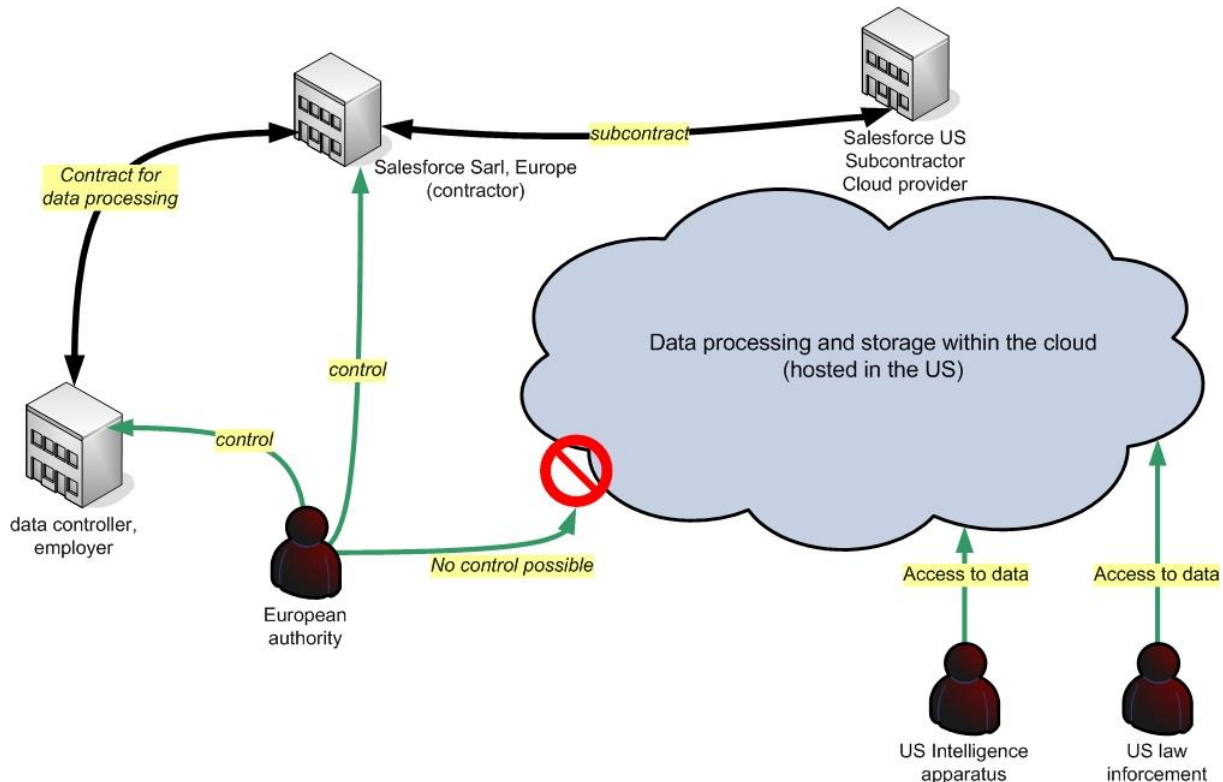 subcontract
Salesforce US
Subcontractor
Cloud provider
Salesforce Sarl, Europe
(contractor)
Contract for
data processing
Data processing and storage within the cloud
(hosted in the US)
control
control
data controller,
employer
No control possible
European
authority
Access to data
Access to data
US Intelligence
apparatus
US law
inforcement